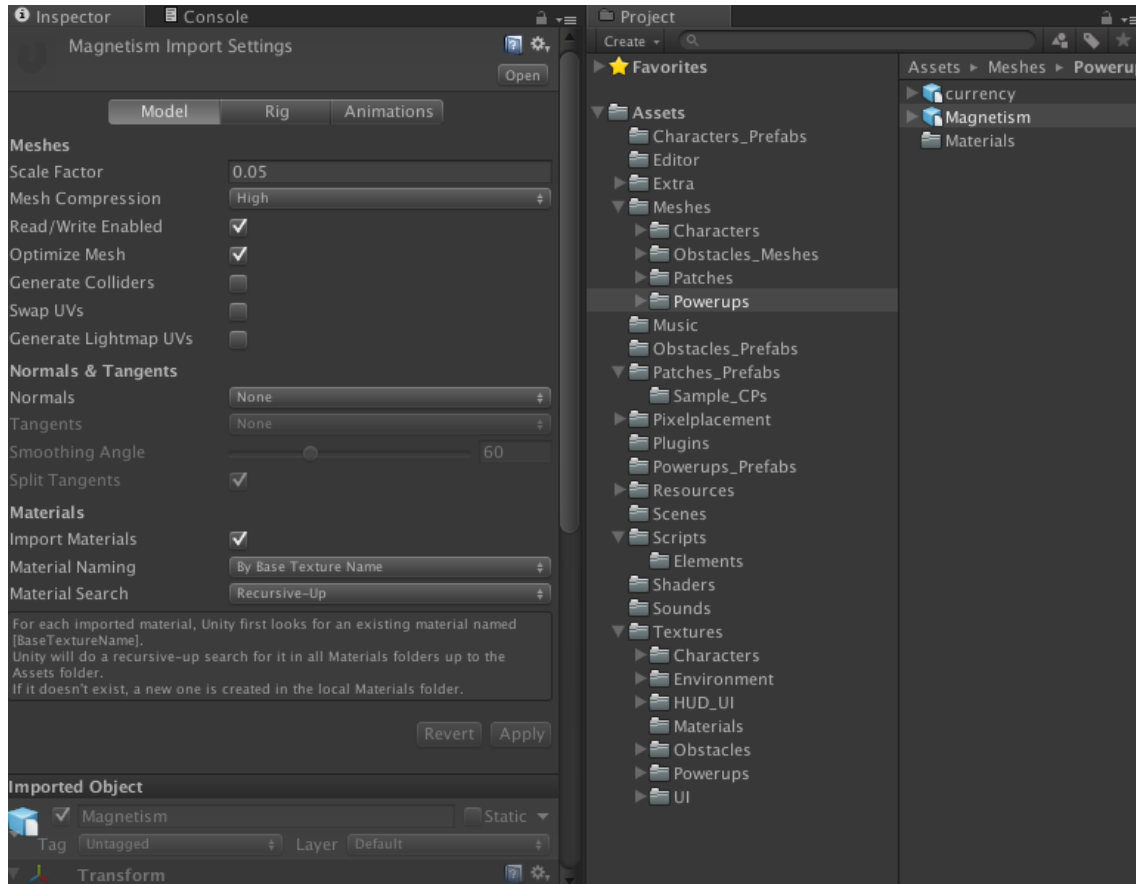 Inspector
Console
Magnetism Import Settings
Open
Model
Rig
Animations
Meshes
Scale Factor
0.05
Mesh Compression
High
Read/Write Enabled
Optimize Mesh
Generate Colliders
Swap UVs
Generate Lightmap UVs
Normals & Tangents
Normals
None
Tangents
None
Smoothing Angle
60
Split Tangents
Materials
Import Materials
Material Naming
By Base Texture Name
Material Search
Recursive-Up
For each imported material, Unity first looks for an existing material named
[BaseTextureName].
Unity will do a recursive-up search for it in all Materials folders up to the
Assets folder.
If it doesn't exist, a new one is created in the local Materials folder.
Revert
Apply
Imported Object
Magnetism
Static
Tag
Untagged
Layer
Default
Transform
Project
Create
Favorites
Assets
Characters_Prefabs
Editor
Extra
Meshes
Characters
Obstacles_Meshes
Patches
Powerups
Music
Obstacles_Prefabs
Patches_Prefabs
Sample_CPs
Pixelplacement
Plugins
Powerups_Prefabs
Resources
Scenes
Scripts
Elements
Shaders
Sounds
Textures
Characters
Environment
HUD_UI
Materials
Obstacles
Powerups
UI
Assets ▸ Meshes ▸ Powerup
currency
Magnetism
Materials